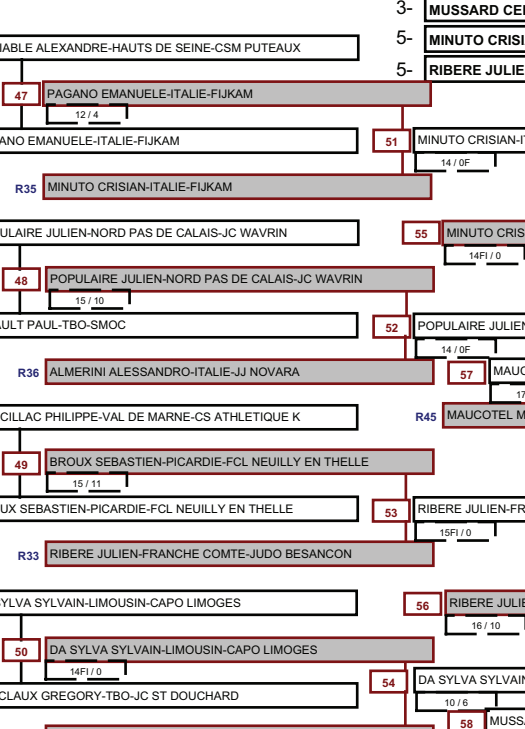 3- MUSSARD CE
IABLE ALEXANDRE-HAUTS DE SEINE-CSM PUTEAUX
5- MINUTO CRISI
5- RIBERE JULIE
47 PAGANO EMANUELE-ITALIE-FIJKAM
12 / 4
ANO EMANUELE-ITALIE-FIJKAM
51 MINUTO CRISIAN-I
14 / 0F
R35 MINUTO CRISIAN-ITALIE-FIJKAM
ULAIRE JULIEN-NORD PAS DE CALAIS-JC WAVRIN
55 MINUTO CRIS
14FI / 0
48 POPULAIRE JULIEN-NORD PAS DE CALAIS-JC WAVRIN
15 / 10
AULT PAUL-TBO-SMOC
52 POPULAIRE JULIEN
14 / 0F
R36 ALMERINI ALESSANDRO-ITALIE-JJ NOVARA
57 MAUC
17
CILLAC PHILIPPE-VAL DE MARNE-CS ATHLETIQUE K
R45 MAUCOTEL M
49 BROUX SEBASTIEN-PICARDIE-FCL NEUILLY EN THELLE
15 / 11
UX SEBASTIEN-PICARDIE-FCL NEUILLY EN THELLE
53 RIBERE JULIEN-FR
15FI / 0
R33 RIBERE JULIEN-FRANCHE COMTE-JUDO BESANCON
SYLVA SYLVAIN-LIMOUSIN-CAPO LIMOGES
56 RIBERE JULIE
16 / 10
50 DA SYLVA SYLVAIN-LIMOUSIN-CAPO LIMOGES
14FI / 0
CLAUX GREGORY-TBO-JC ST DOUCHARD
54 DA SYLVA SYLVAIN
10 / 6
58 MUSS